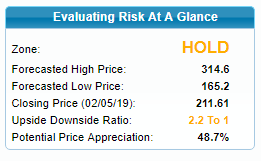 Evaluating Risk At A Glance
Zone: HOLD
Forecasted High Price: 314.6
Forecasted Low Price: 165.2
Closing Price (02/05/19): 211.61
Upside Downside Ratio: 2.2 To 1
Potential Price Appreciation: 48.7%